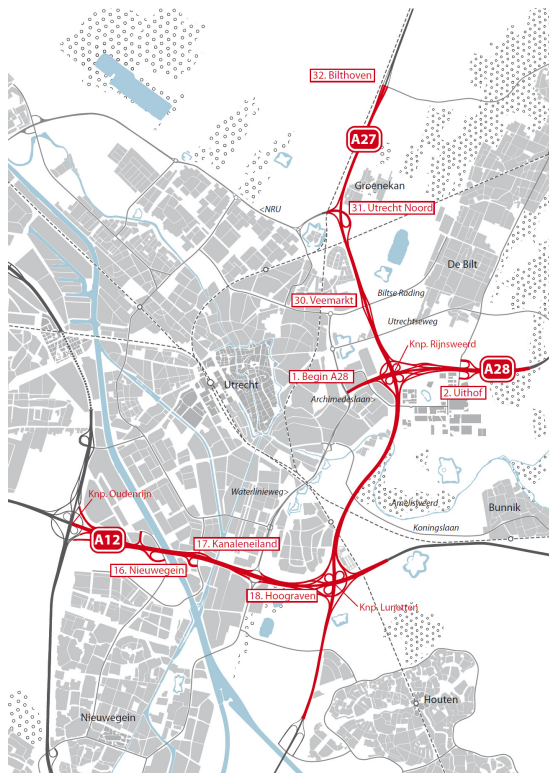 32. Bilthoven
A27
Groenekan
<NRU
31. Utrecht Noord
De Bilt
Biltse Rading
30. Veemarkt
Utrechtseweg
Knp. Rijnsweerd
1. Begin A28
A28
Utrecht
2. Uithof
Archimedeslaan>
Waterlinieweg>
Knp. Oudenrijn
Amelisweerd
Bunnik
Koningslaan
A12
17. Kanaleneiland
16. Nieuwegein
18. Hoograven
Knp. Lunetten
Houten
Nieuwegein